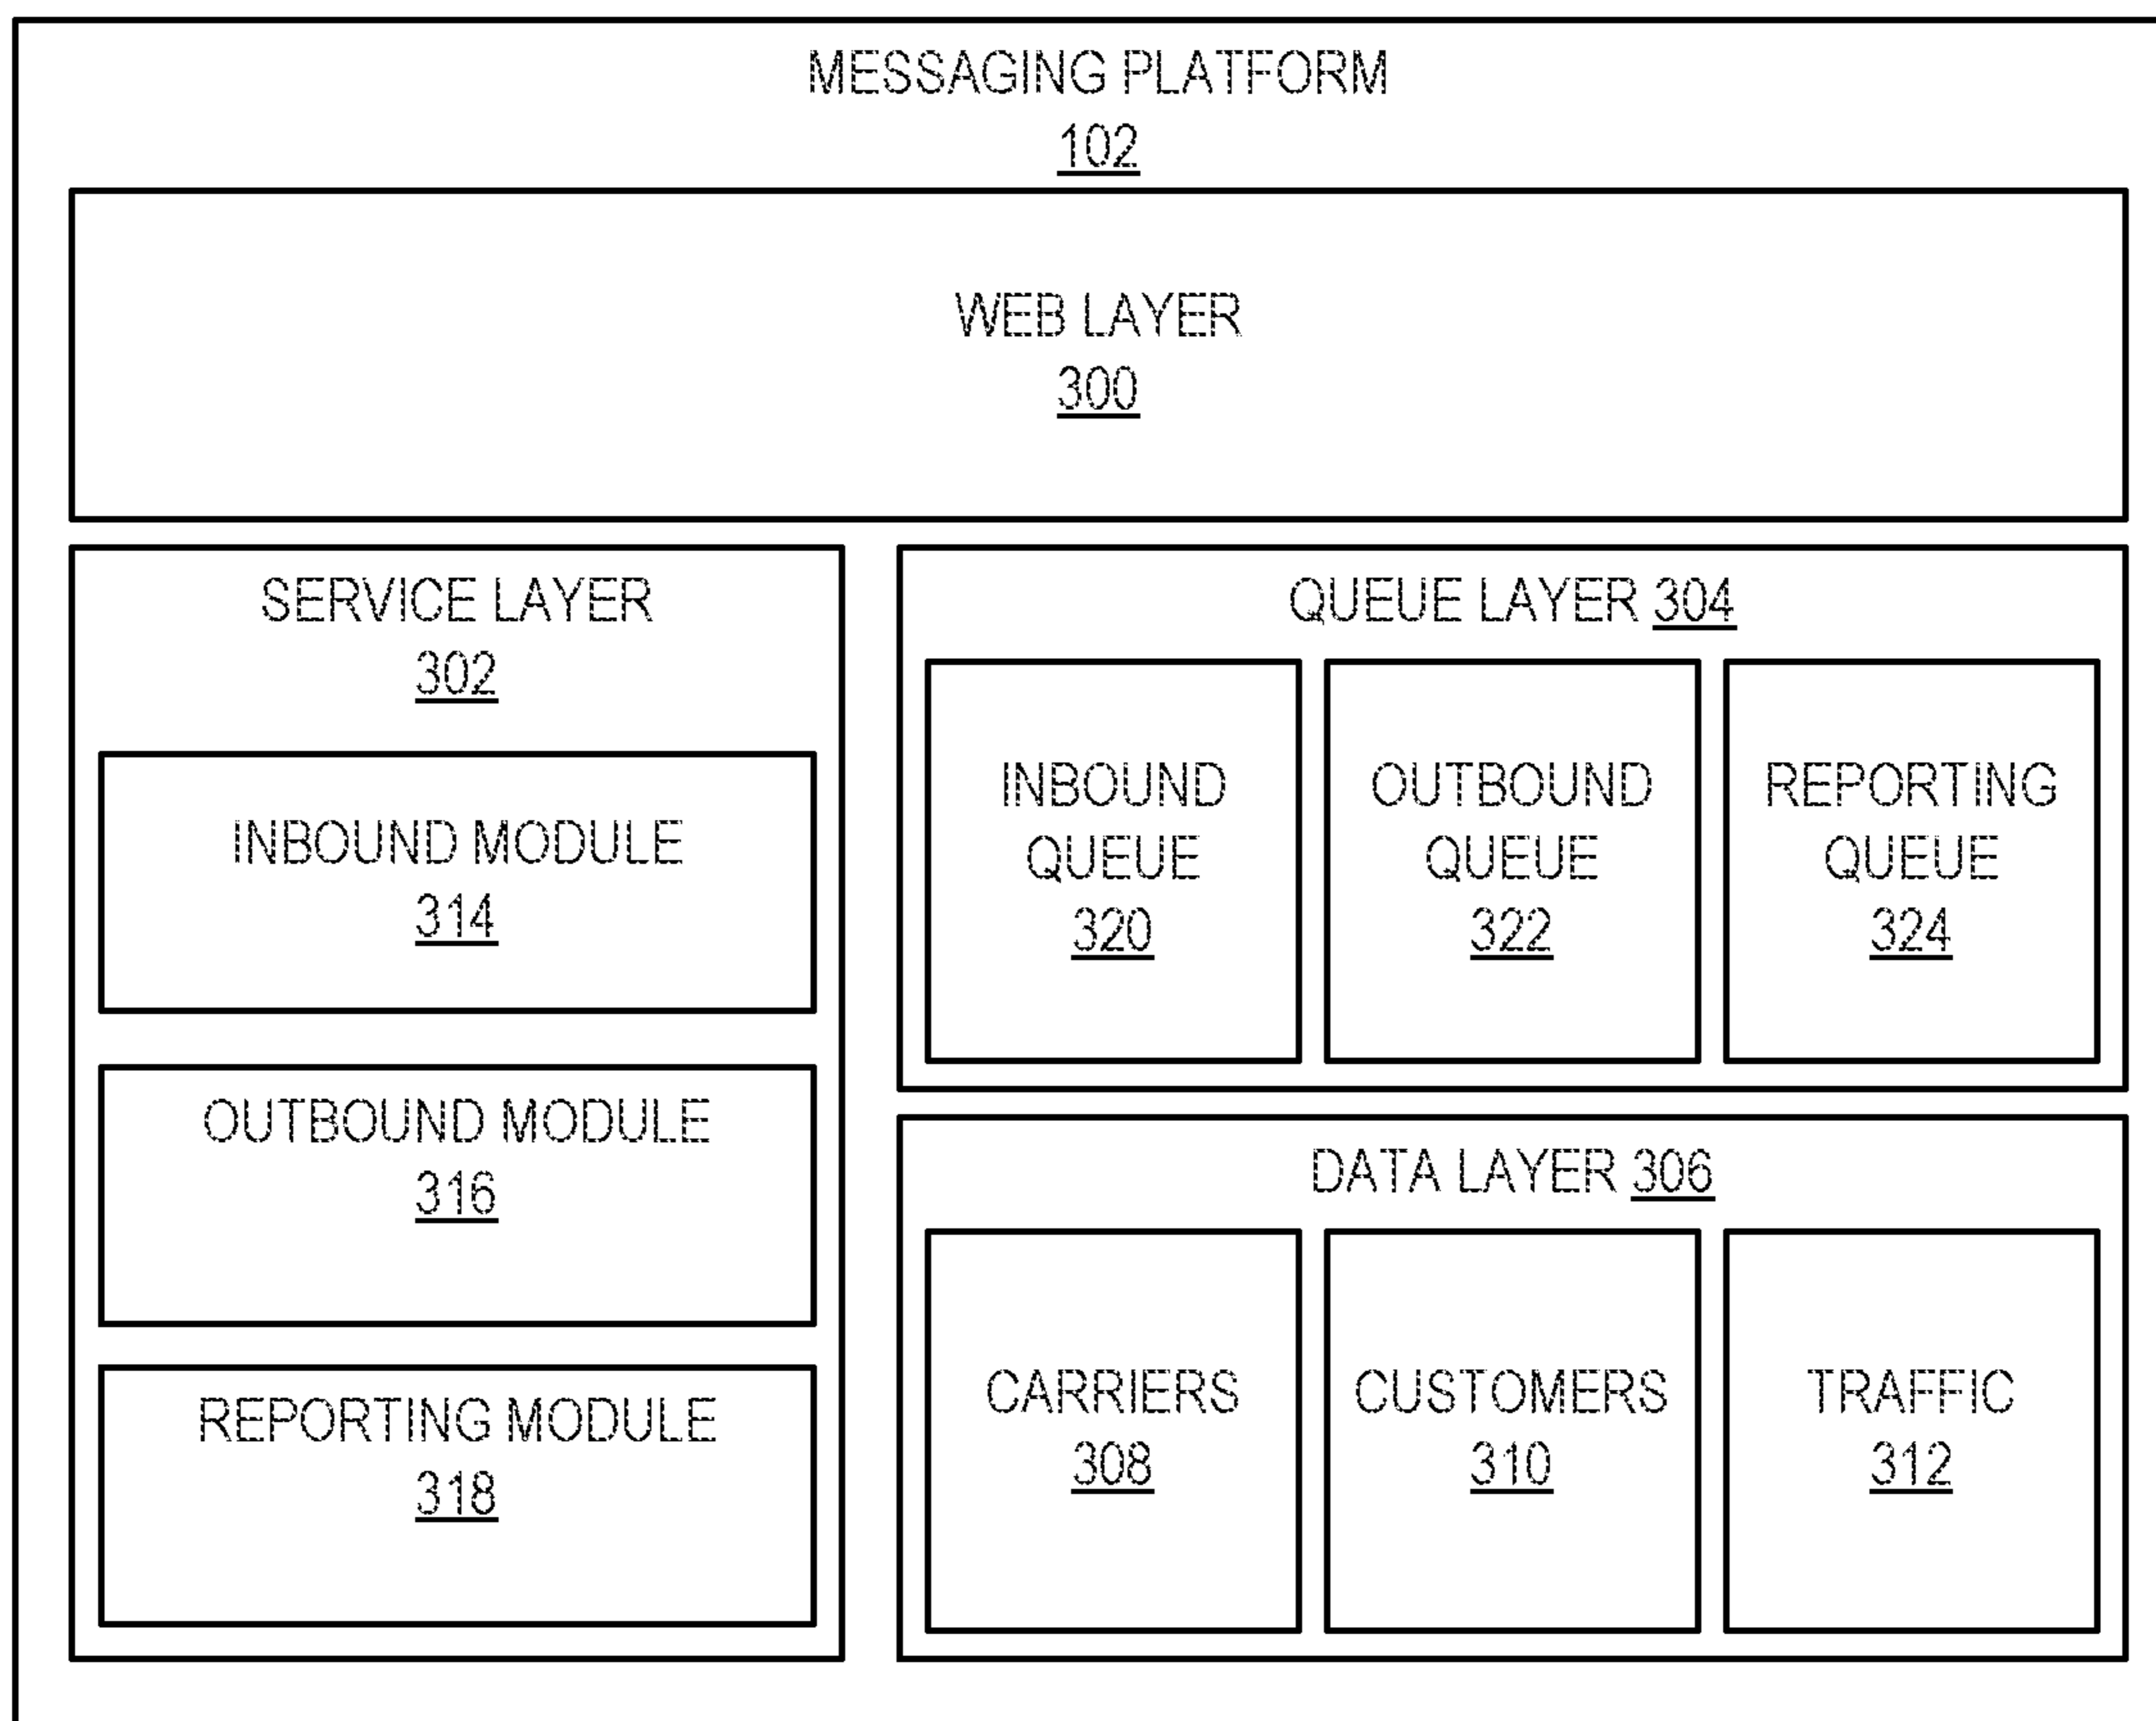 MESSAGING PLATFORM
102
WEB LAYER
300
SERVICE LAYER
302
INBOUND MODULE
314
OUTBOUND MODULE
316
REPORTING MODULE
318
QUEUE LAYER 304
INBOUND
QUEUE
320
OUTBOUND
QUEUE
322
REPORTING
QUEUE
324
DATA LAYER 306
CARRIERS
308
CUSTOMERS
310
TRAFFIC
312